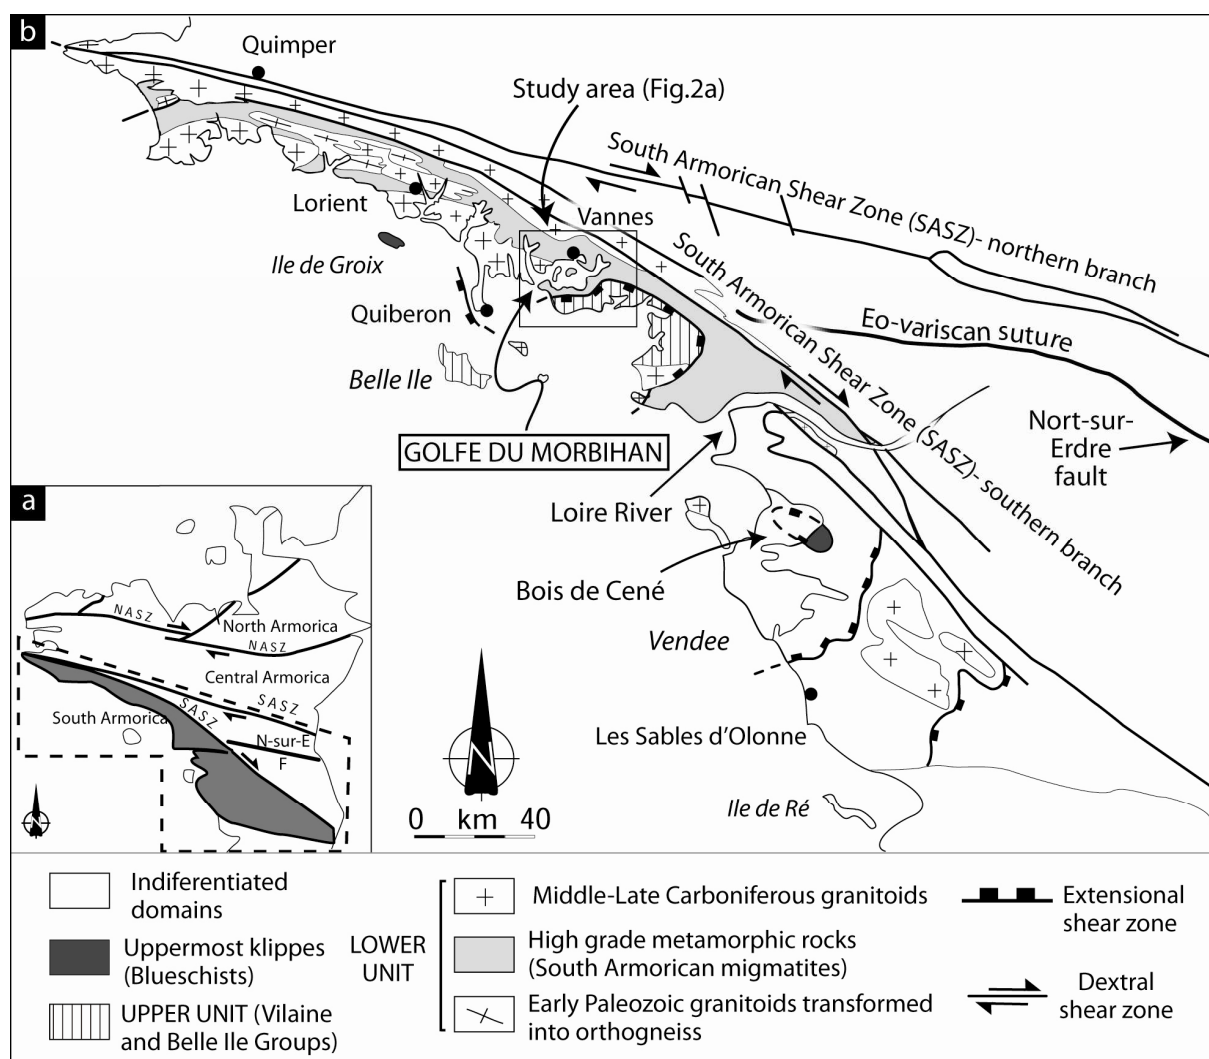 b
Quimper
Study area (Fig.2a)
South Armorican Shear Zone (SASZ)- northern branch
Lorient
Vannes
Ile de Groix
South Armorican Shear Zone (SASZ)- southern branch
Quiberon
Eo-variscan suture
Belle Ile
Nort-sur-
Erdre
fault
GOLFE DU MORBIHAN
Loire River
Bois de Cené
Vendee
Les Sables d'Olonne
Ile de Ré
N
0 km 40
a
NASZ
North Armorica
NASZ
Central Armorica
SASZ
SASZ
South Armorica
N-sur-E
F
Indiferentiated
domains
Uppermost klippes
(Blueschists)
UPPER UNIT (Vilaine
and Belle Ile Groups)
LOWER
UNIT
Middle-Late Carboniferous granitoids
High grade metamorphic rocks
(South Armorican migmatites)
Early Paleozoic granitoids transformed
into orthogneiss
Extensional
shear zone
Dextral
shear zone